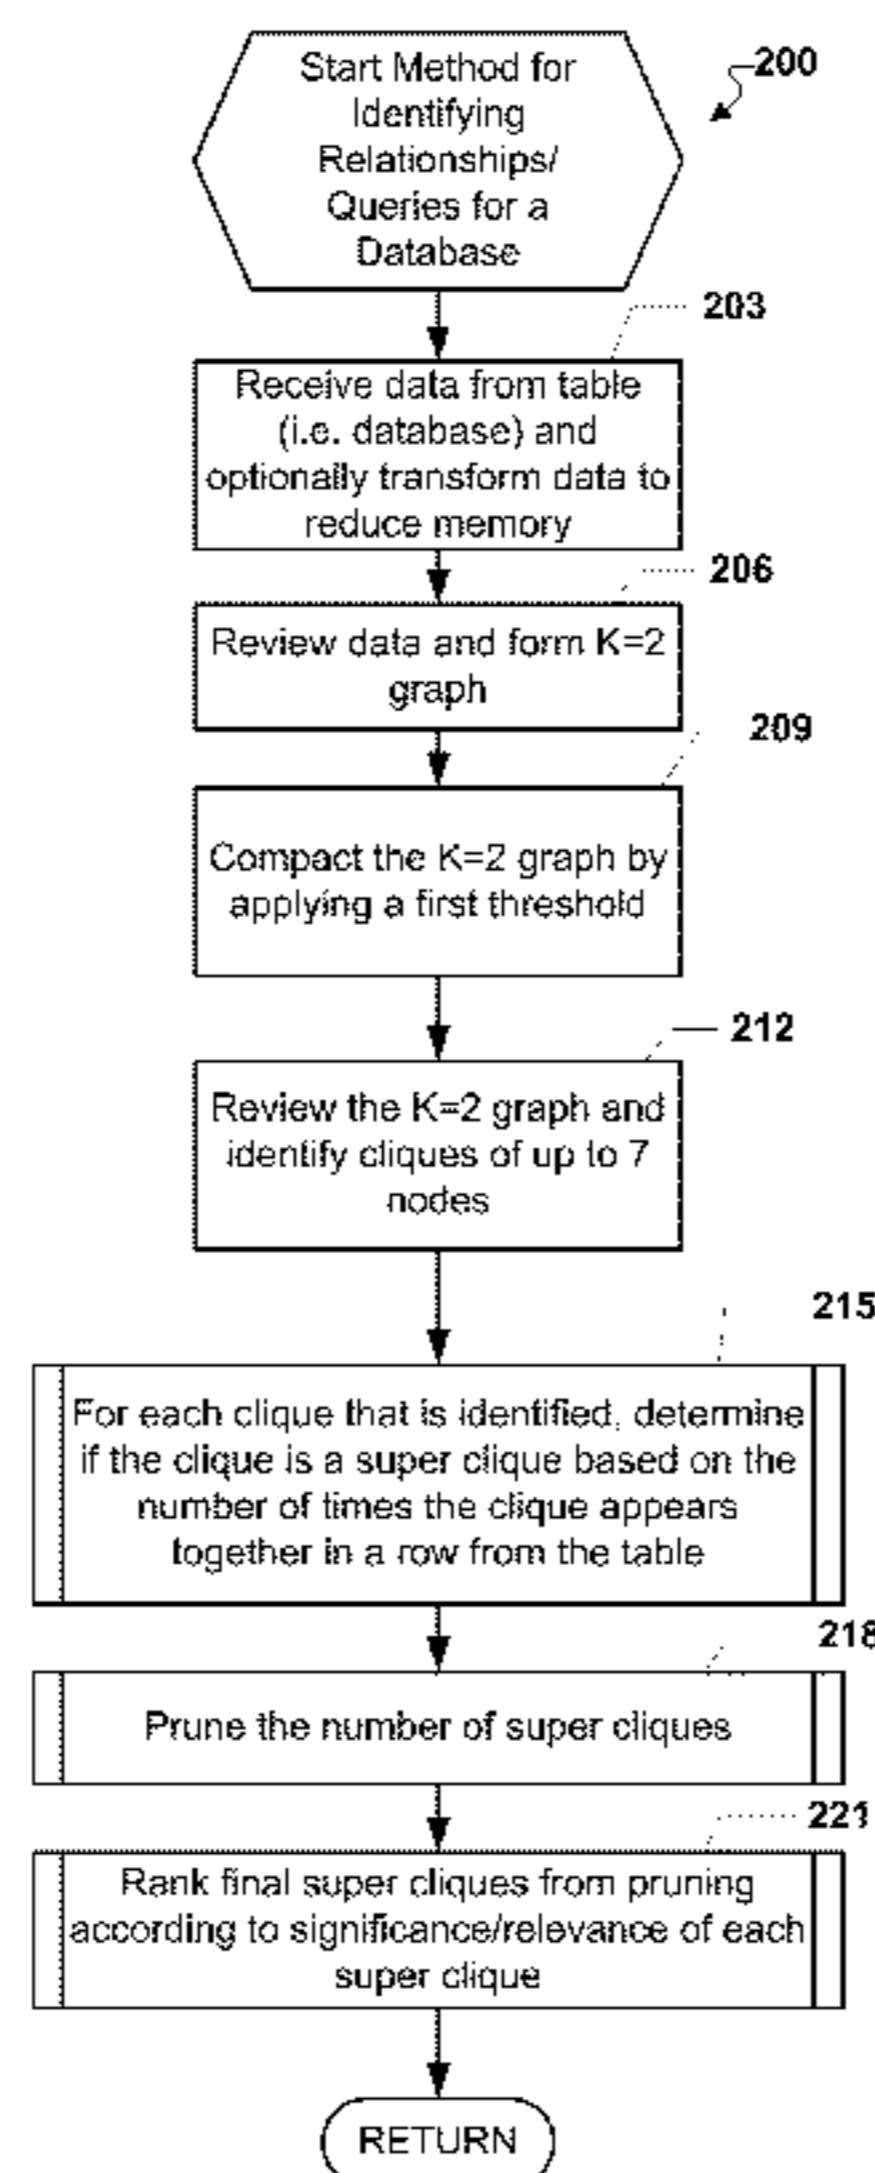 Start Method for
Identifying
Relationships/
Queries for a
Database
200
203
Receive data from table
(i.e. database) and
optionally transform data to
reduce memory
206
Review data and form K=2
graph
209
Compact the K=2 graph by
applying a first threshold
212
Review the K=2 graph and
identify cliques of up to 7
nodes
215
For each clique that is identified, determine
if the clique is a super clique based on the
number of times the clique appears
together in a row from the table
218
Prune the number of super cliques
221
Rank final super cliques from pruning
according to significance/relevance of each
super clique
RETURN